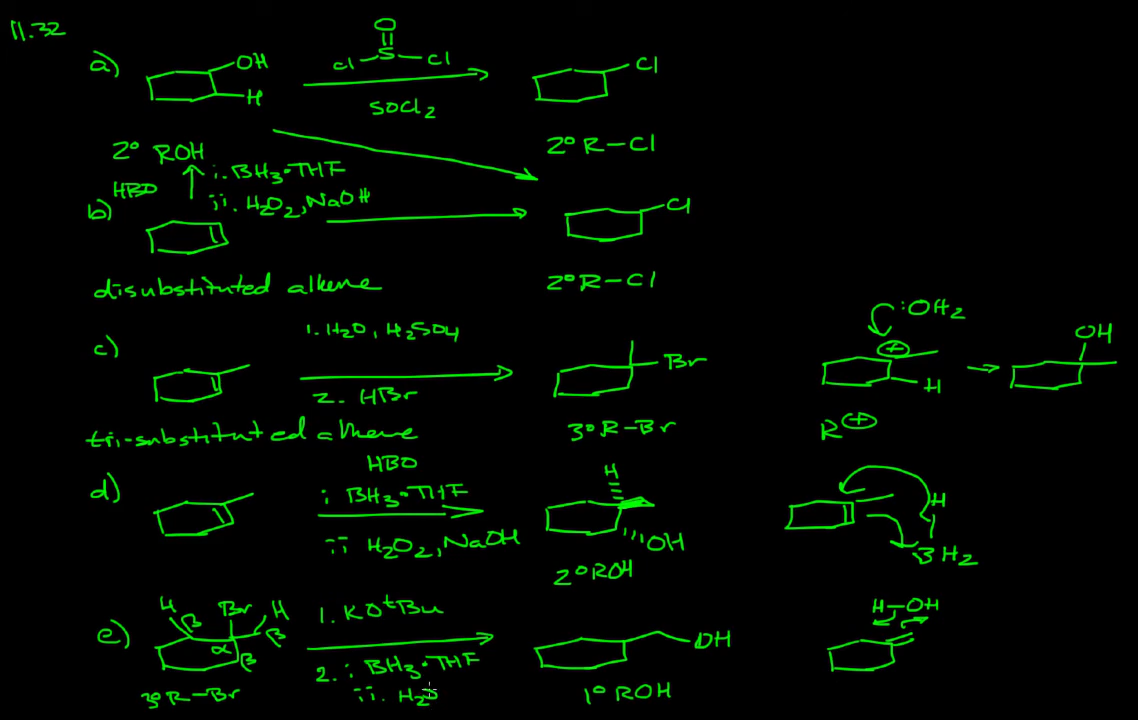 11.32
a) OH H
O
Cl S Cl
SOCl2
Cl
2° ROH
2° R-Cl
HBO
i. BH3•THF
ii. H2O2, NaOH
b)
Cl
disubstituted alkene
2° R-Cl
c)
1. H2O, H2SO4
2. HBr
Br
⊕ :OH2 H
OH
tri-substituted alkene
3° R-Br
R⊕
d)
HBO
i BH3•THF
ii H2O2, NaOH
H
OH
2° ROH
H
BH2
e)
H Br H
β α β β
3° R-Br
1. KOtBu
2. i BH3•THF
ii. H2O
OH
1° ROH
H-OH